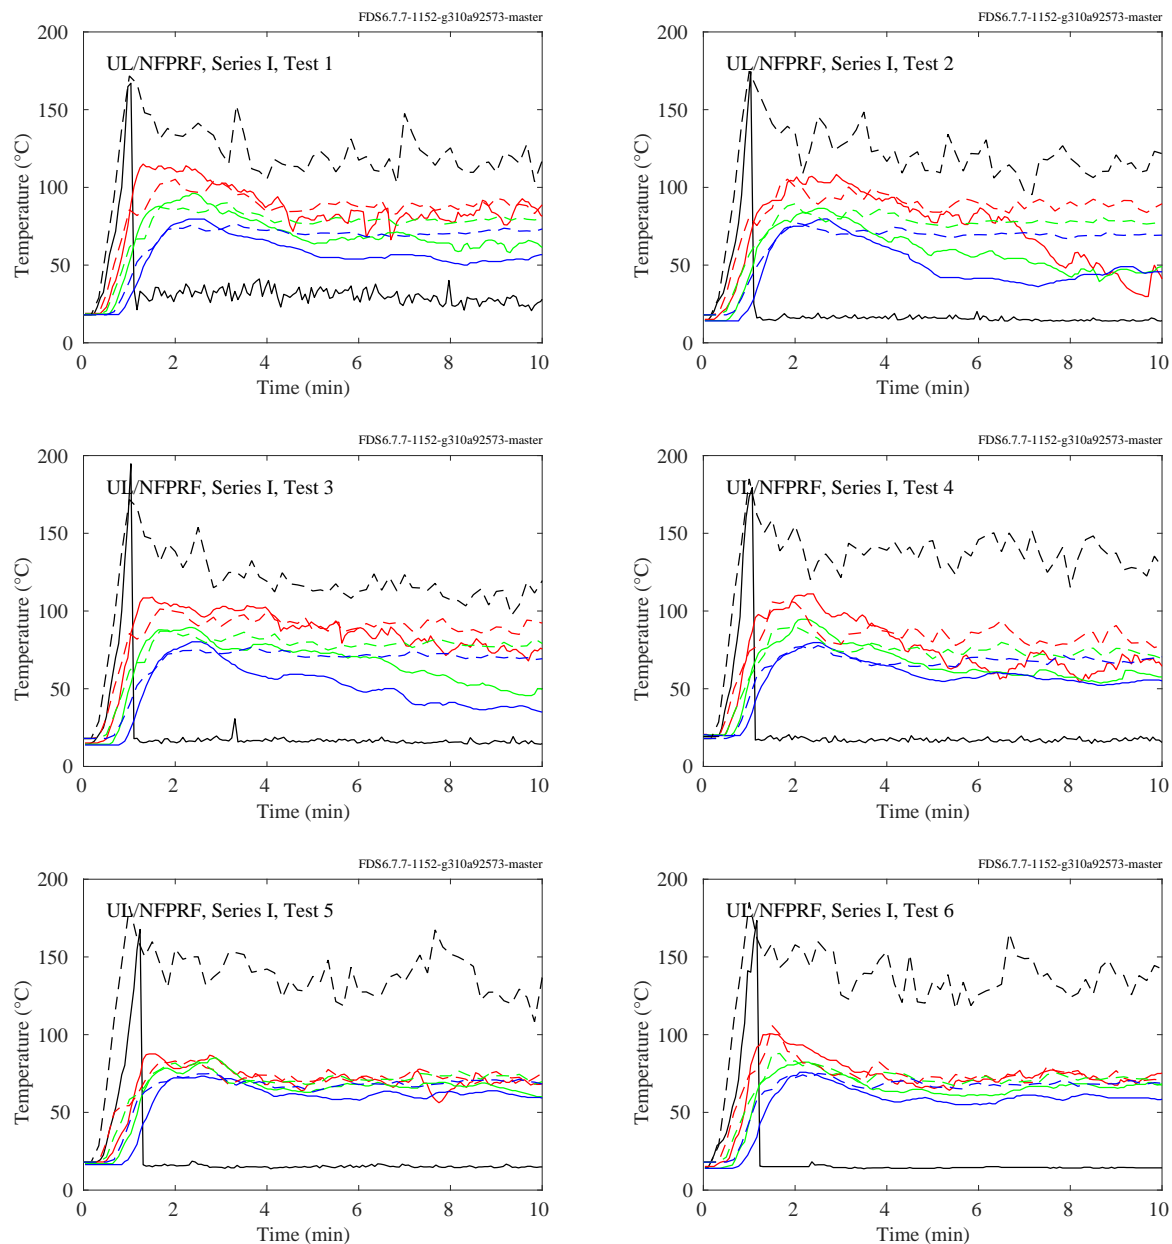 FDS6.7.7-1152-g310a92573-master
UL/NFPRF, Series I, Test 1
Temperature (°C)
200
150
100
50
0
0 2 4 6 8 10
Time (min)
FDS6.7.7-1152-g310a92573-master
UL/NFPRF, Series I, Test 2
Temperature (°C)
200
150
100
50
0
0 2 4 6 8 10
Time (min)
FDS6.7.7-1152-g310a92573-master
UL/NFPRF, Series I, Test 3
Temperature (°C)
200
150
100
50
0
0 2 4 6 8 10
Time (min)
FDS6.7.7-1152-g310a92573-master
UL/NFPRF, Series I, Test 4
Temperature (°C)
200
150
100
50
0
0 2 4 6 8 10
Time (min)
FDS6.7.7-1152-g310a92573-master
UL/NFPRF, Series I, Test 5
Temperature (°C)
200
150
100
50
0
0 2 4 6 8 10
Time (min)
FDS6.7.7-1152-g310a92573-master
UL/NFPRF, Series I, Test 6
Temperature (°C)
200
150
100
50
0
0 2 4 6 8 10
Time (min)